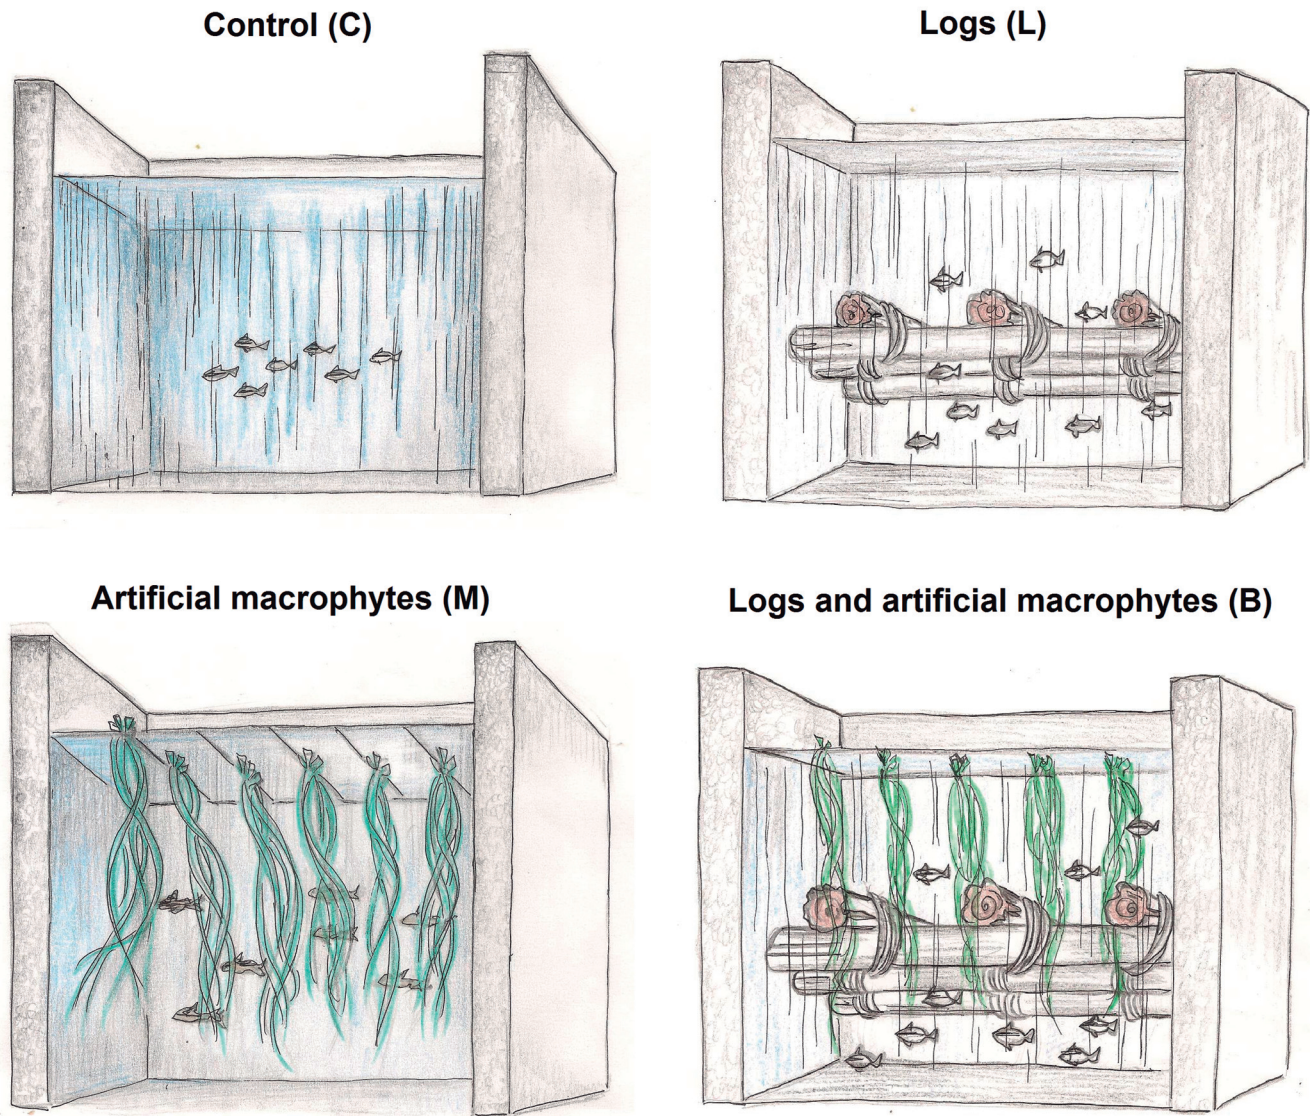 Control (C)
Logs (L)
Artificial macrophytes (M)
Logs and artificial macrophytes (B)